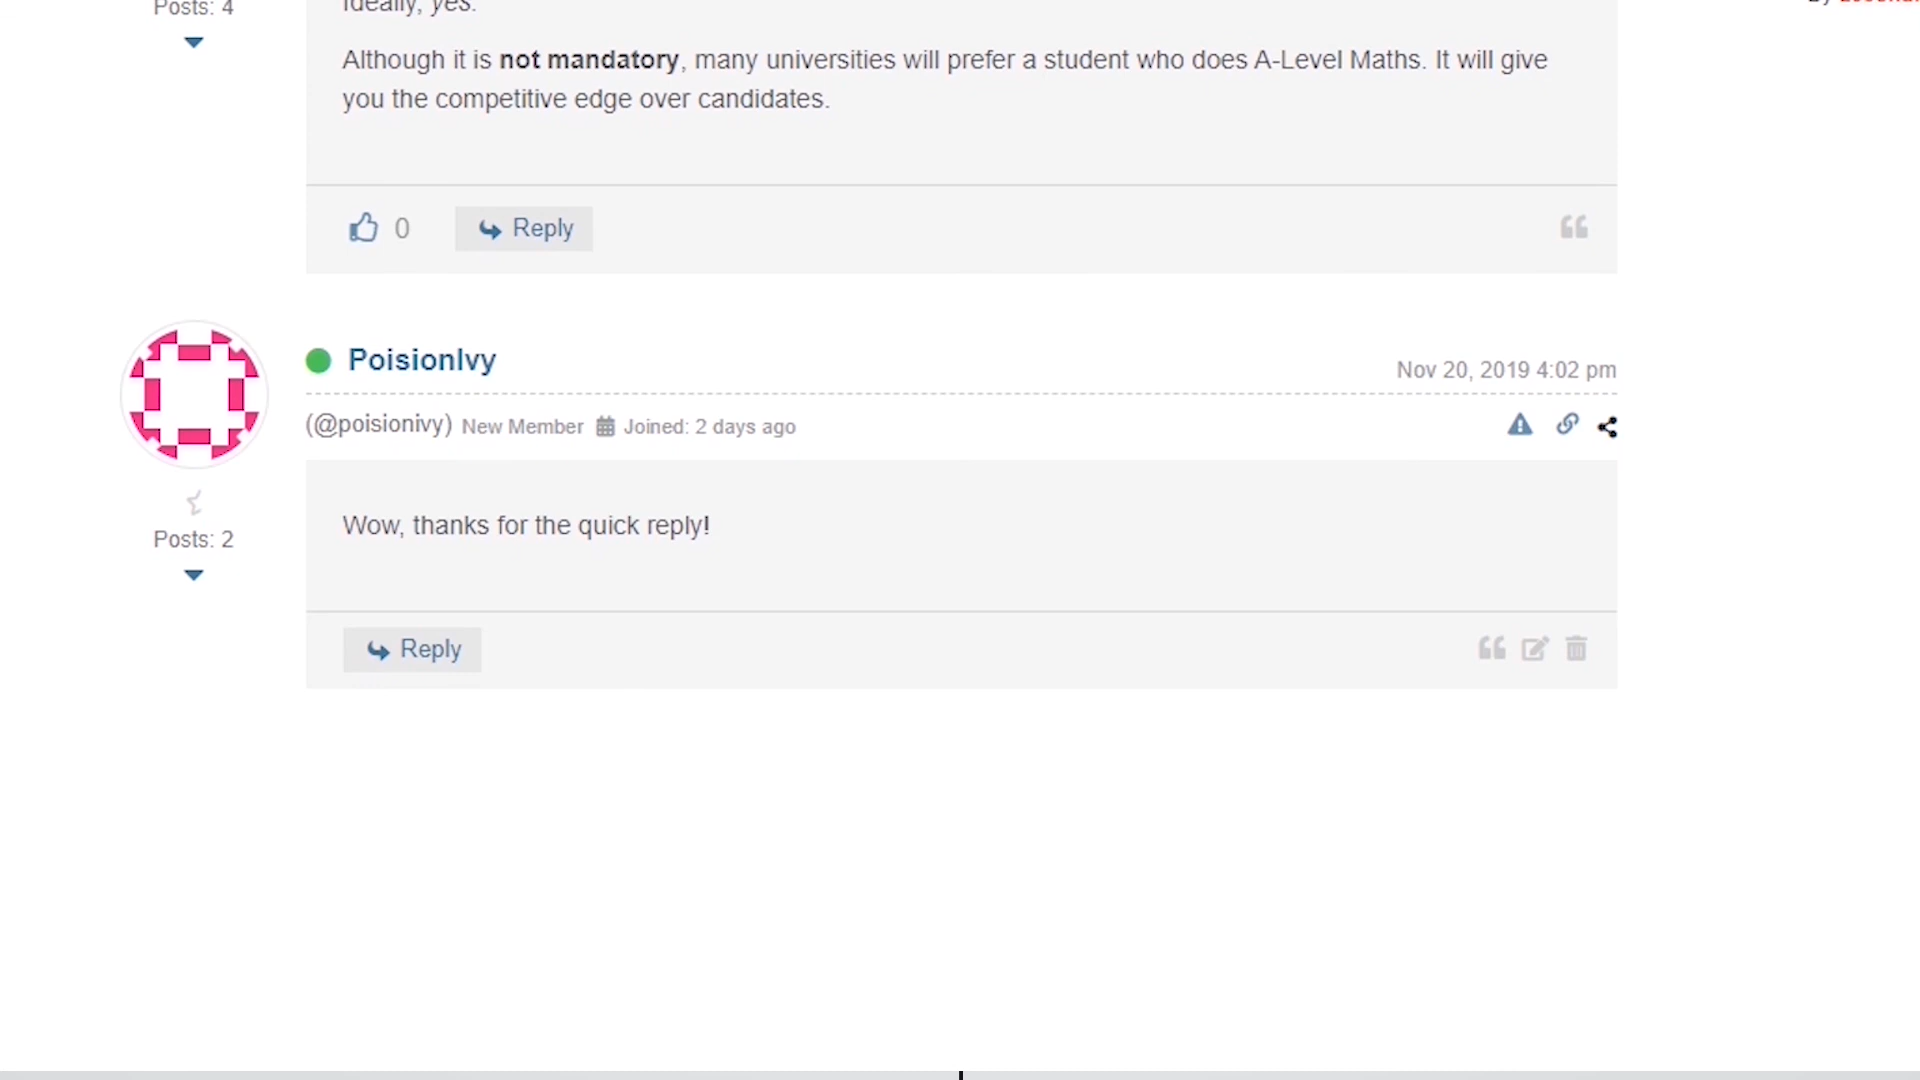 Posts: 4
Ideally, yes.
Although it is not mandatory, many universities will prefer a student who does A-Level Maths. It will give
you the competitive edge over candidates.
0
Reply
PoisionIvy
Nov 20, 2019 4:02 pm
(@poisionivy) New Member Joined: 2 days ago
Wow, thanks for the quick reply!
Posts: 2
Reply